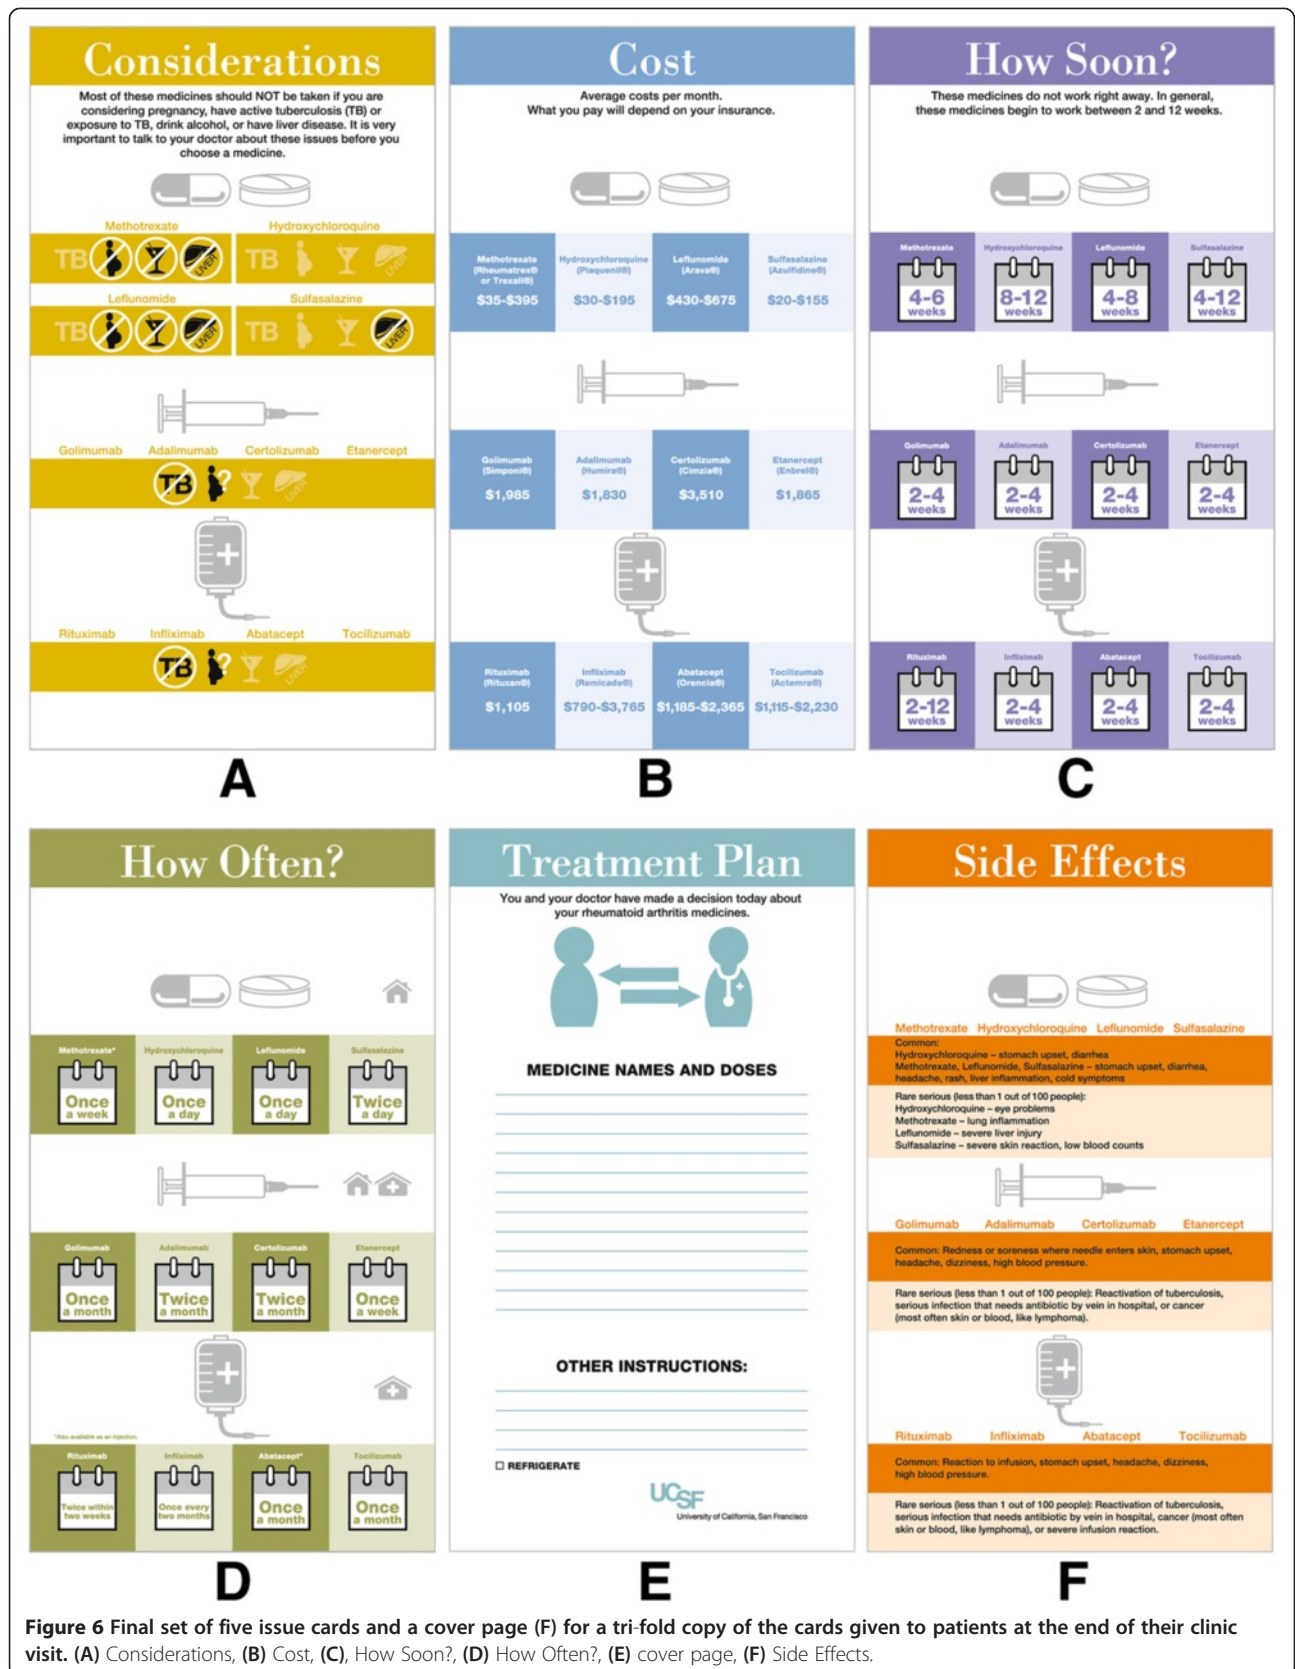 Considerations
Most of these medicines should NOT be taken if you are
considering pregnancy, have active tuberculosis (TB) or
exposure to TB, drink alcohol, or have liver disease. It is very
important to talk to your doctor about these issues before you
choose a medicine.
Methotrexate Hydroxychloroquine
TB LIVER TB LIVER
Leflunomide Sulfasalazine
TB LIVER TB LIVER
Golimumab Adalimumab Certolizumab Etanercept
TB ? LIVER
Rituximab Infliximab Abatacept Tocilizumab
TB ? LIVER
A
Cost
Average costs per month.
What you pay will depend on your insurance.
Methotrexate Hydroxychloroquine Leflunomide Sulfasalazine
(Rheumatrex® (Plaquenil®) (Arava®) (Azulfidine®)
or Trexall®)
$35-$395 $30-$195 $430-$675 $20-$155
Golimumab Adalimumab Certolizumab Etanercept
(Simponi®) (Humira®) (Cimzia®) (Enbrel®)
$1,985 $1,830 $3,510 $1,865
Rituximab Infliximab Abatacept Tocilizumab
(Rituxan®) (Remicade®) (Orencia®) (Actemra®)
$1,105 $790-$3,765 $1,185-$2,365 $1,115-$2,230
B
How Soon?
These medicines do not work right away. In general,
these medicines begin to work between 2 and 12 weeks.
Methotrexate Hydroxychloroquine Leflunomide Sulfasalazine
4-6 8-12 4-8 4-12
weeks weeks weeks weeks
Golimumab Adalimumab Certolizumab Etanercept
2-4 2-4 2-4 2-4
weeks weeks weeks weeks
Rituximab Infliximab Abatacept Tocilizumab
2-12 2-4 2-4 2-4
weeks weeks weeks weeks
C
How Often?
Methotrexate* Hydroxychloroquine Leflunomide Sulfasalazine
Once Once Once Twice
a week a day a day a day
Golimumab Adalimumab Certolizumab Etanercept
Once Twice Twice Once
a month a month a month a week
*Also available as an injection.
Rituximab Infliximab Abatacept* Tocilizumab
Twice within Once every Once Once
two weeks two months a month a month
D
Treatment Plan
You and your doctor have made a decision today about
your rheumatoid arthritis medicines.
MEDICINE NAMES AND DOSES
OTHER INSTRUCTIONS:
REFRIGERATE
UCSF
University of California, San Francisco
E
Side Effects
Methotrexate Hydroxychloroquine Leflunomide Sulfasalazine
Common:
Hydroxychloroquine – stomach upset, diarrhea
Methotrexate, Leflunomide, Sulfasalazine – stomach upset, diarrhea,
headache, rash, liver inflammation, cold symptoms
Rare serious (less than 1 out of 100 people):
Hydroxychloroquine – eye problems
Methotrexate – lung inflammation
Leflunomide – severe liver injury
Sulfasalazine – severe skin reaction, low blood counts
Golimumab Adalimumab Certolizumab Etanercept
Common: Redness or soreness where needle enters skin, stomach upset,
headache, dizziness, high blood pressure.
Rare serious (less than 1 out of 100 people): Reactivation of tuberculosis,
serious infection that needs antibiotic by vein in hospital, or cancer
(most often skin or blood, like lymphoma).
Rituximab Infliximab Abatacept Tocilizumab
Common: Reaction to infusion, stomach upset, headache, dizziness,
high blood pressure.
Rare serious (less than 1 out of 100 people): Reactivation of tuberculosis,
serious infection that needs antibiotic by vein in hospital, cancer (most often
skin or blood, like lymphoma), or severe infusion reaction.
F
Figure 6 Final set of five issue cards and a cover page (F) for a tri-fold copy of the cards given to patients at the end of their clinic
visit. (A) Considerations, (B) Cost, (C), How Soon?, (D) How Often?, (E) cover page, (F) Side Effects.